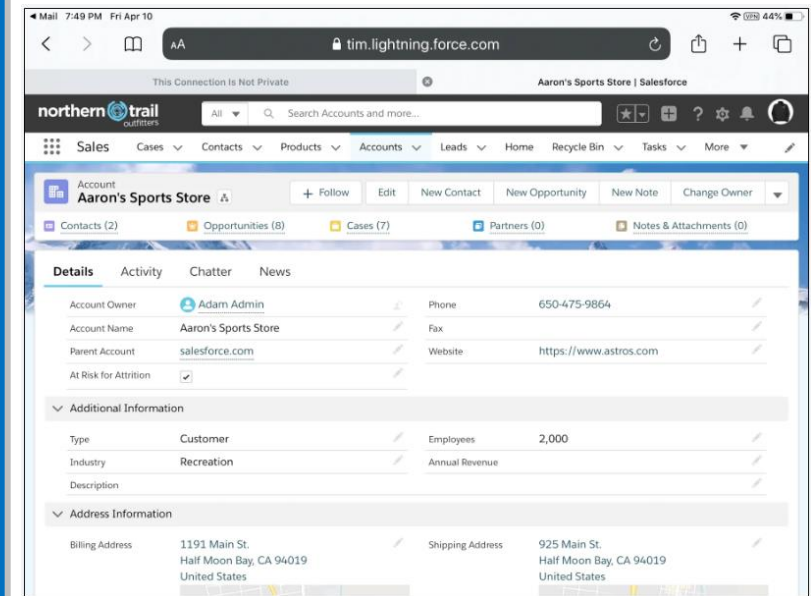 Mail 7:49 PM Fri Apr 10 VPN 44%
AA tim.lightning.force.com
This Connection Is Not Private Aaron's Sports Store | Salesforce
northern trail outfitters All Search Accounts and more...
Sales Cases Contacts Products Accounts Leads Home Recycle Bin Tasks More
Account
Aaron's Sports Store + Follow Edit New Contact New Opportunity New Note Change Owner
Contacts (2) Opportunities (8) Cases (7) Partners (0) Notes & Attachments (0)
Details Activity Chatter News
Account Owner Adam Admin Phone 650-475-9864
Account Name Aaron's Sports Store Fax
Parent Account salesforce.com Website https://www.astros.com
At Risk for Attrition
Additional Information
Type Customer Employees 2,000
Industry Recreation Annual Revenue
Description
Address Information
Billing Address 1191 Main St. Shipping Address 925 Main St.
Half Moon Bay, CA 94019 Half Moon Bay, CA 94019
United States United States